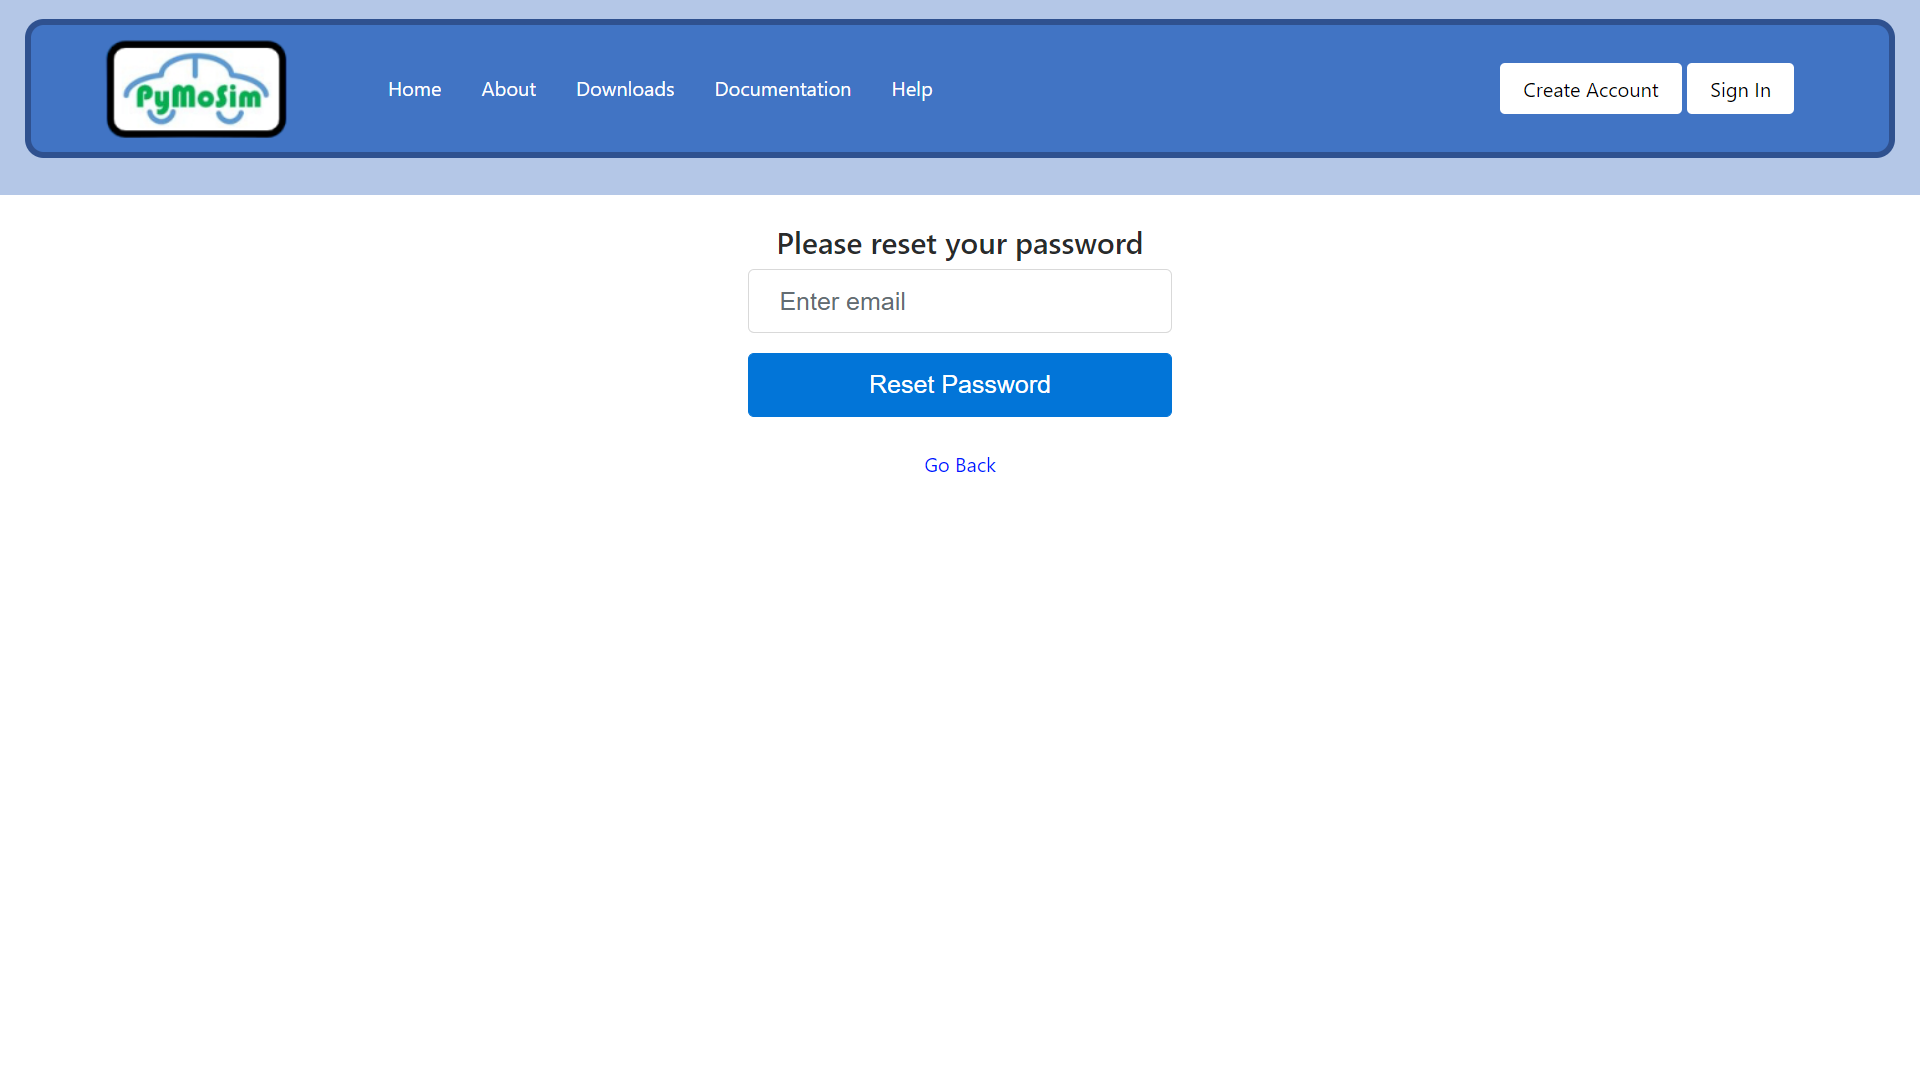 PyMoSim
Home About Downloads Documentation Help
Create Account Sign In
Please reset your password
Enter email
Reset Password
Go Back